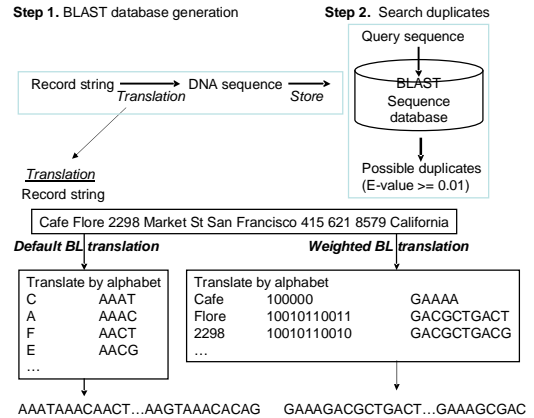 Step 1. BLAST database generation
Step 2. Search duplicates
Query sequence
BLAST
Sequence
database
Record string
DNA sequence
Translation
Store
Possible duplicates
(E-value >= 0.01)
Translation
Record string
Cafe Flore 2298 Market St San Francisco 415 621 8579 California
Default BL translation
Weighted BL translation
Translate by alphabet
C AAAT
A AAAC
F AACT
E AACG
…
Translate by alphabet
Cafe 100000 GAAAA
Flore 10010110011 GACGCTGACT
2298 10010110010 GACGCTGACG
…
AAATAAACAACT…AAGTAAACACAG
GAAAGACGCTGACT…GAAAGCGAC